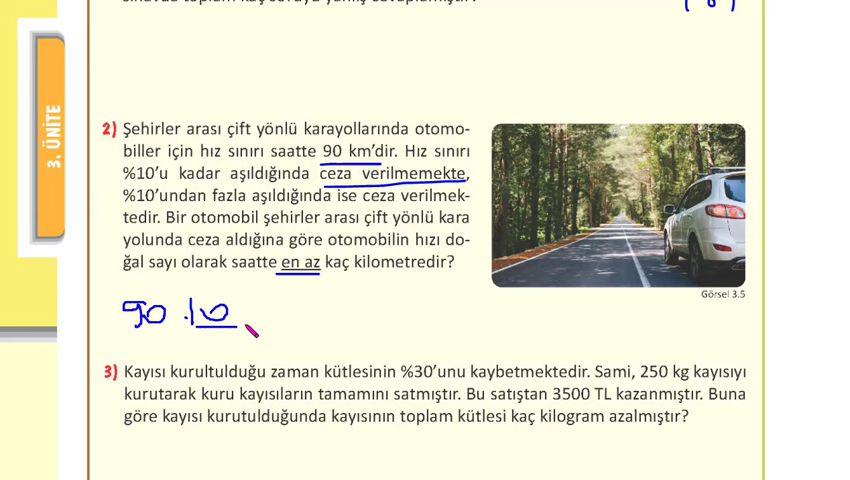 3. ÜNİTE
2) Şehirler arası çift yönlü karayollarında otomo-
biller için hız sınırı saatte 90 km'dir. Hız sınırı
%10'u kadar aşıldığında ceza verilmemekte,
%10'undan fazla aşıldığında ise ceza verilmek-
tedir. Bir otomobil şehirler arası çift yönlü kara
yolunda ceza aldığına göre otomobilin hızı do-
ğal sayı olarak saatte en az kaç kilometredir?
Görsel 3.5
90 . 10
3) Kayısı kurultulduğu zaman kütlesinin %30'unu kaybetmektedir. Sami, 250 kg kayısıyı
kurutarak kuru kayısıların tamamını satmıştır. Bu satıştan 3500 TL kazanmıştır. Buna
göre kayısı kurutulduğunda kayısının toplam kütlesi kaç kilogram azalmıştır?